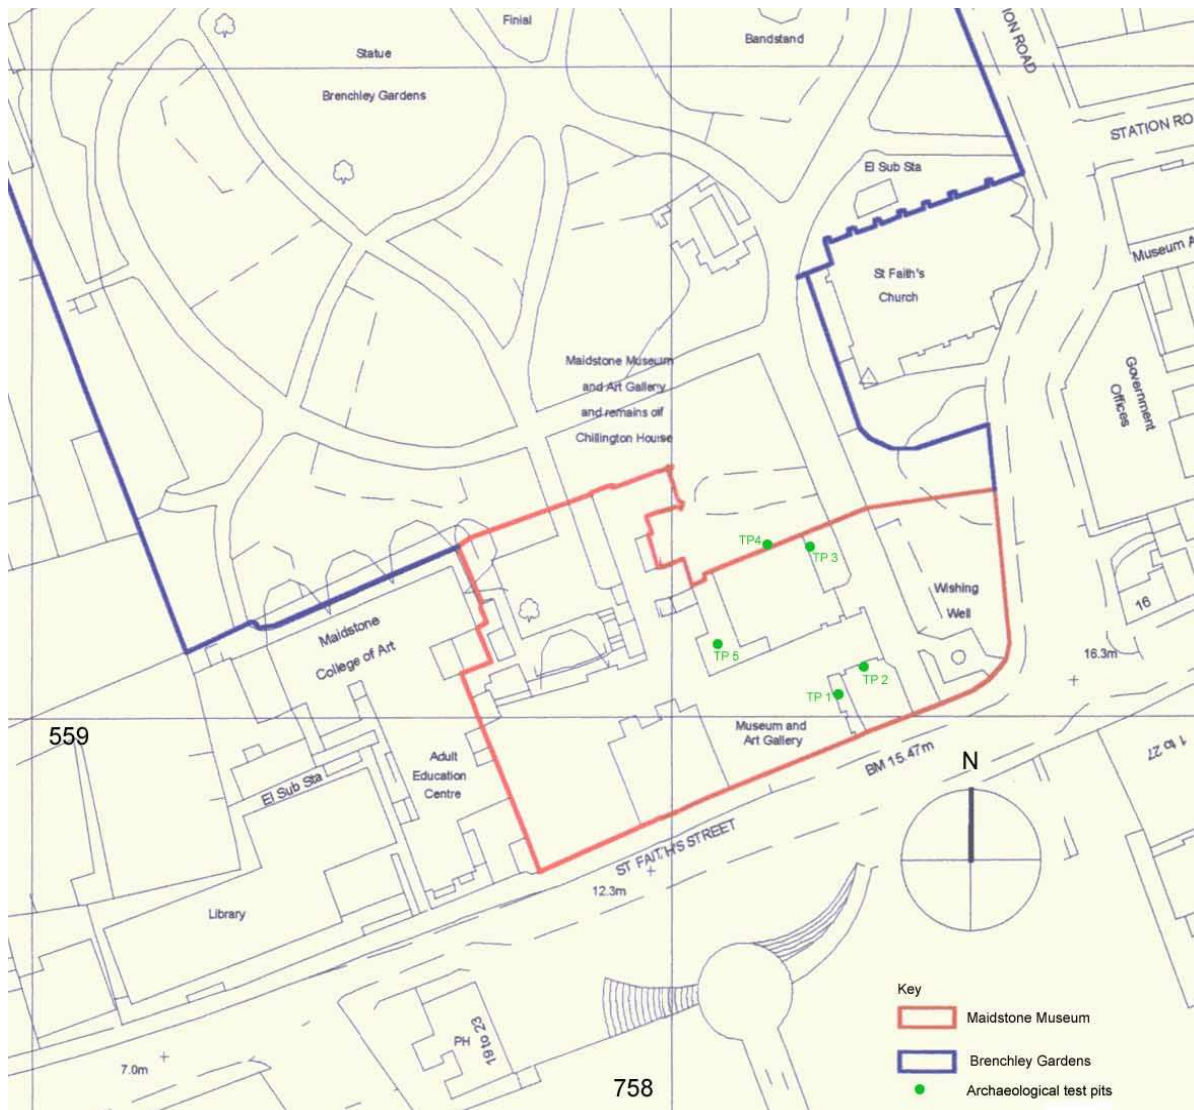 Finial
Statue
Bandstand
ION ROAD
Brenchley Gardens
STATION RO
El Sub Sta
Museum A
St Faith's
Church
Maidstone Museum
and Art Gallery
and remains olf
Chillington House
Government
Offices
TP4
TP 3
Wishing
Well
16
Maidstone
College of Art
TP 5
16.3m
TP 2
TP 1
559
Museum and
Art Gallery
BM 15.47m
1 to 27
Adult
Education
Centre
N
El Sub Sta
ST FAITH'S STREET
12.3m
Library
Key
Maidstone Museum
PH
19 to 23
Brenchley Gardens
7.0m
758
Archaeological test pits